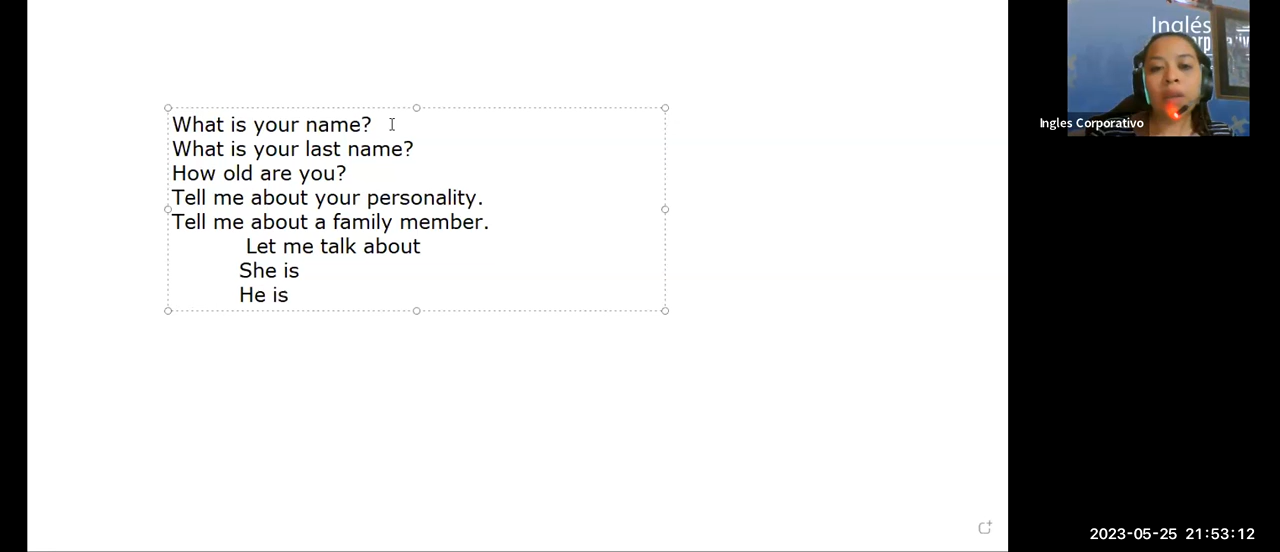 What is your name?
What is your last name?
How old are you?
Tell me about your personality.
Tell me about a family member.
Let me talk about
She is
He is
Inglés
Ingles Corporativo
2023-05-25 21:53:12